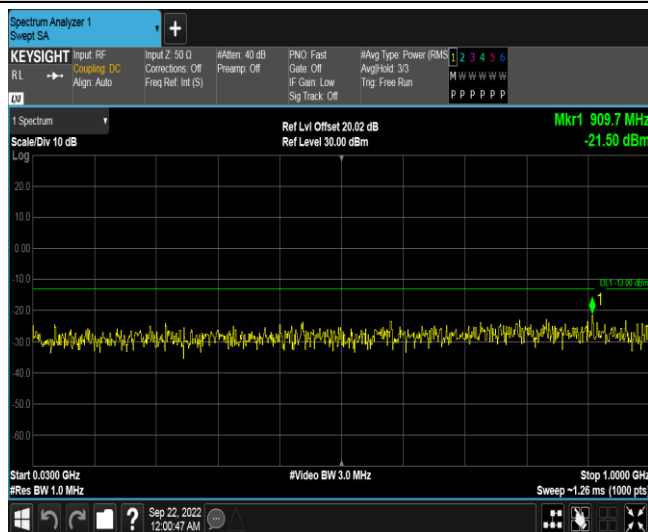 Spectrum Analyzer 1
Swept SA
+
KEYSIGHT
RL
LXI
Input: RF
Coupling: DC
Align: Auto
Input Z: 50 Ω
Corrections: Off
Freq Ref: Int (S)
#Atten: 40 dB
Preamp: Off
PNO: Fast
Gate: Off
IF Gain: Low
Sig Track: Off
#Avg Type: Power (RMS
Avg|Hold: 3/3
Trig: Free Run
1 2 3 4 5 6
M W W W W W
P P P P P P
1 Spectrum
Scale/Div 10 dB
Log
Ref Lvl Offset 20.02 dB
Ref Level 30.00 dBm
Mkr1 909.7 MHz
-21.50 dBm
20.0
10.0
0.00
-10.0
-20.0
-30.0
-40.0
-50.0
-60.0
DL1 -13.00 dBm
1
Start 0.0300 GHz
#Res BW 1.0 MHz
#Video BW 3.0 MHz
Stop 1.0000 GHz
Sweep ~1.26 ms (1000 pts)
?
Sep 22, 2022
12:00:47 AM